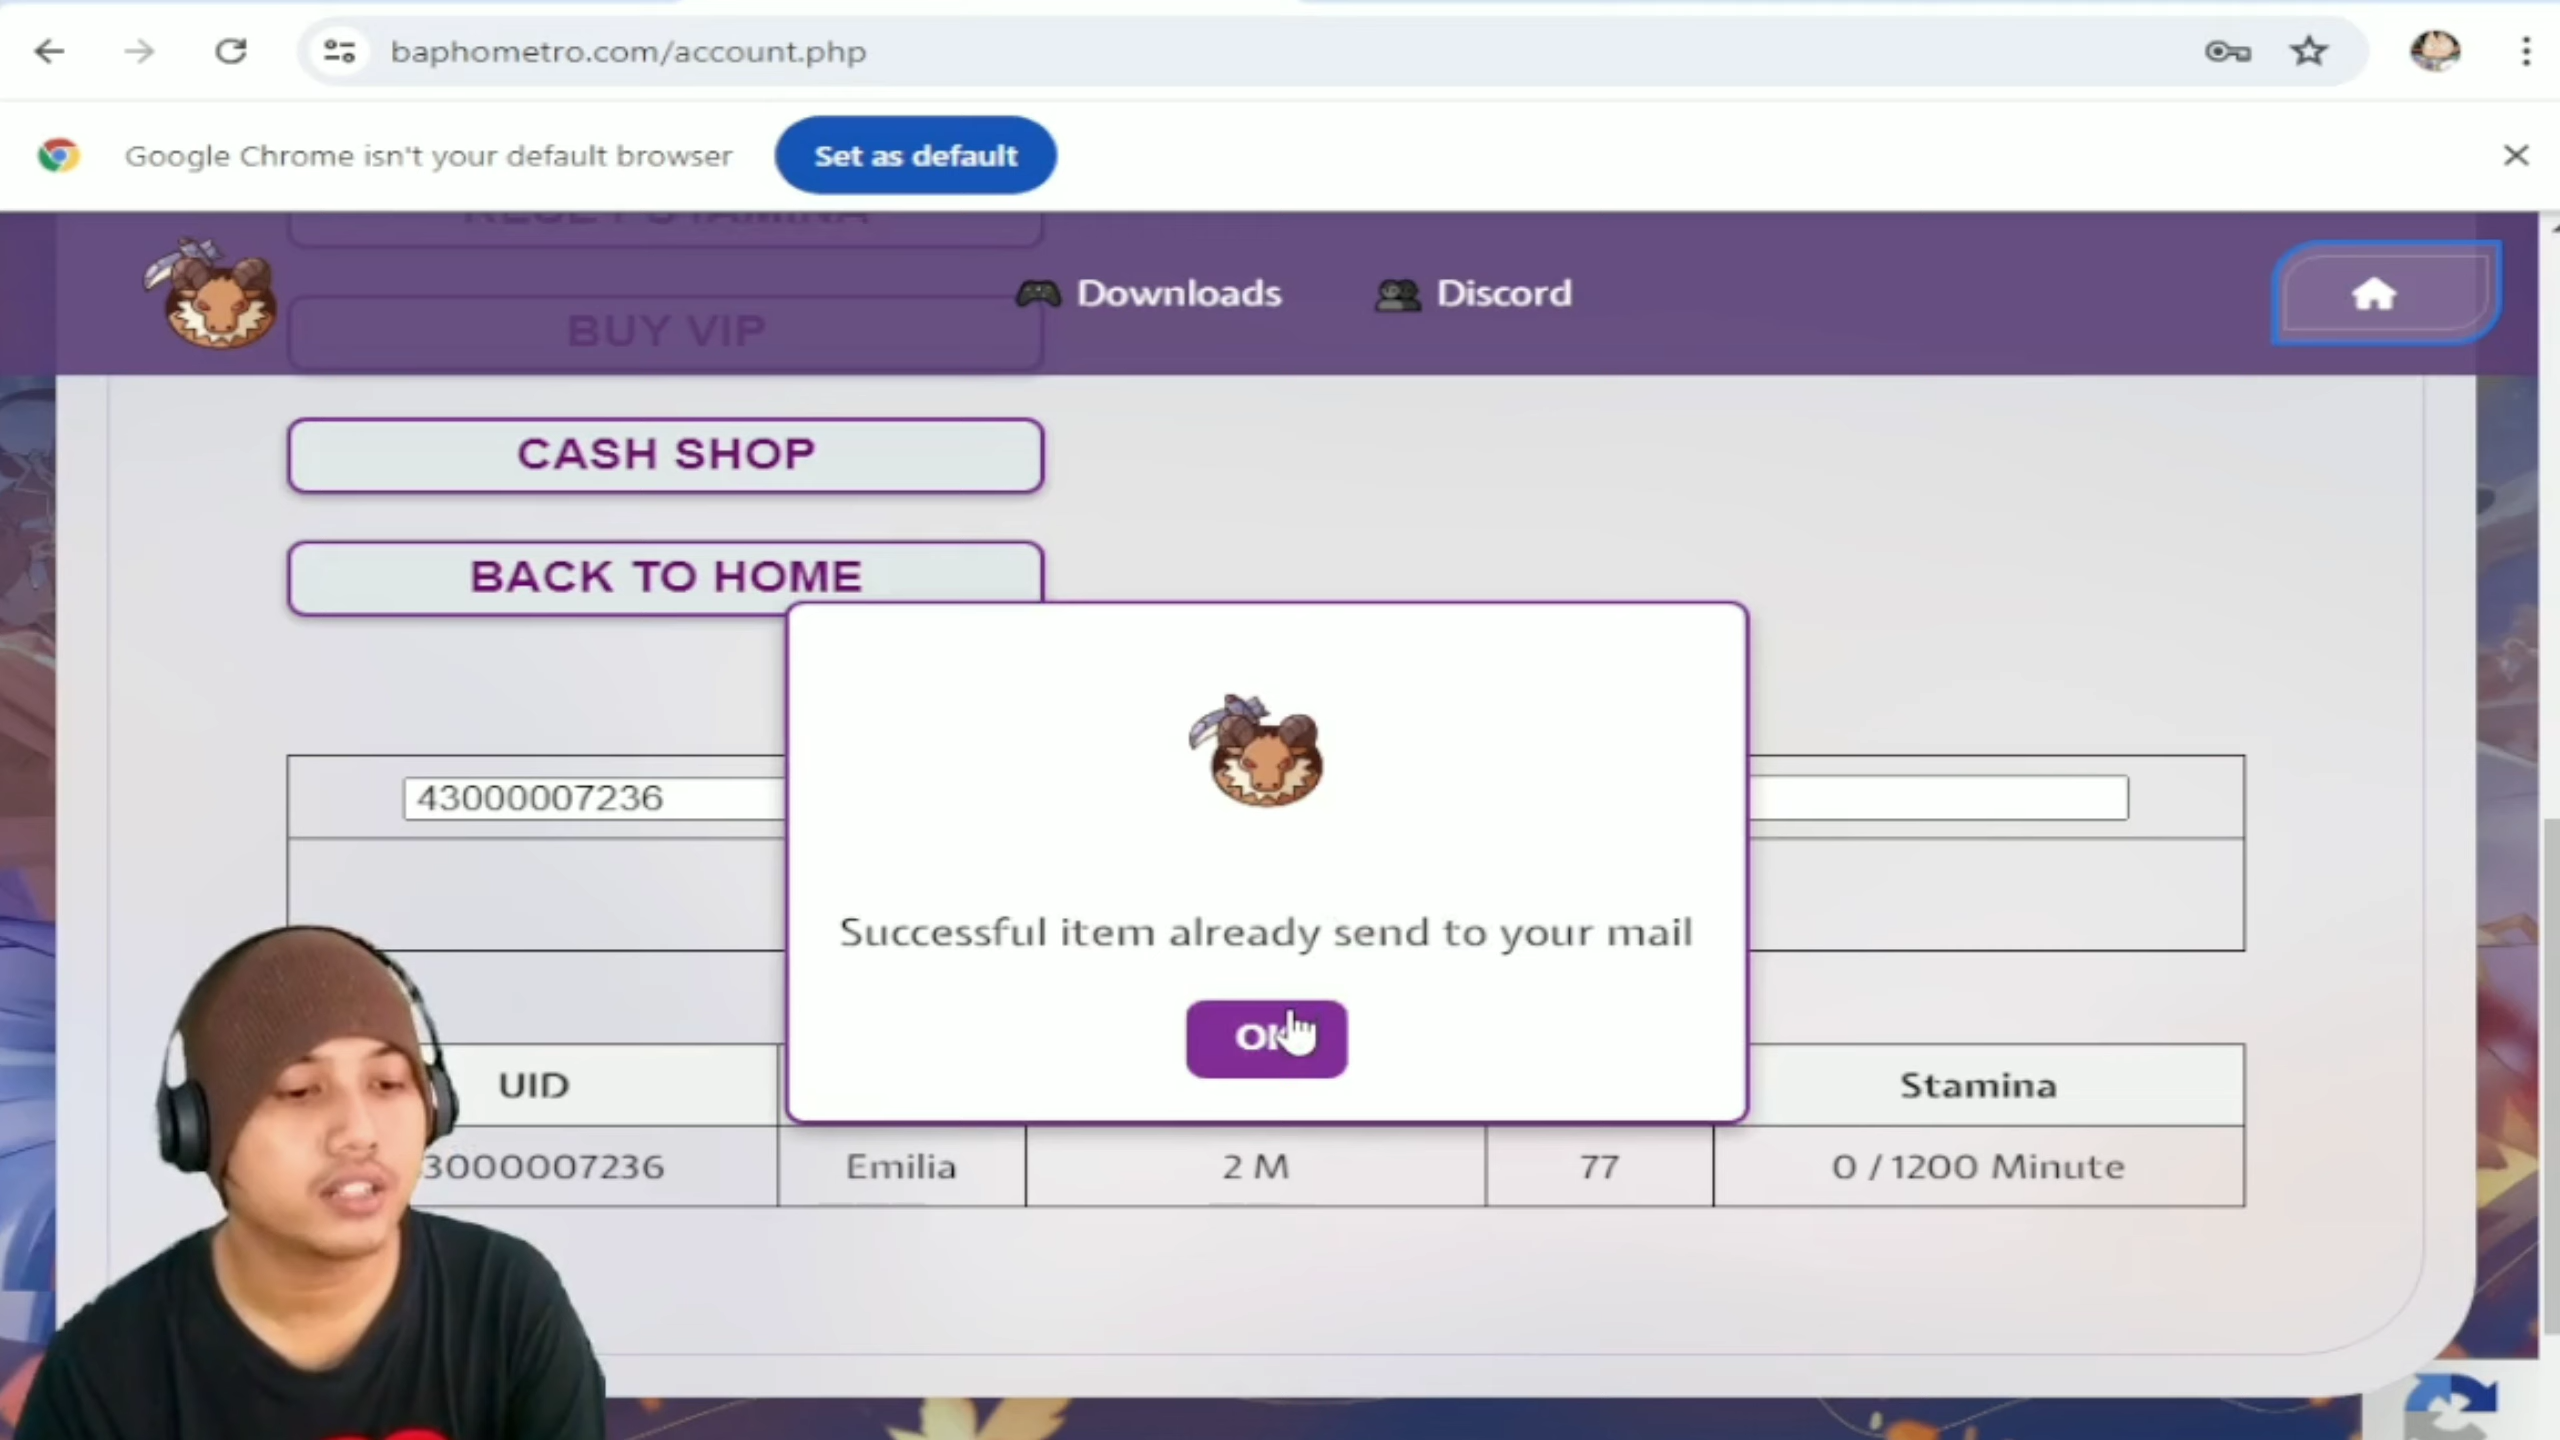 baphometro.com/account.php
Google Chrome isn't your default browser
Set as default
RESET STAMINA
Downloads
Discord
BUY VIP
CASH SHOP
BACK TO HOME
43000007236
Successful item already send to your mail
OK
UID
Stamina
3000007236
Emilia
2 M
77
0 / 1200 Minute